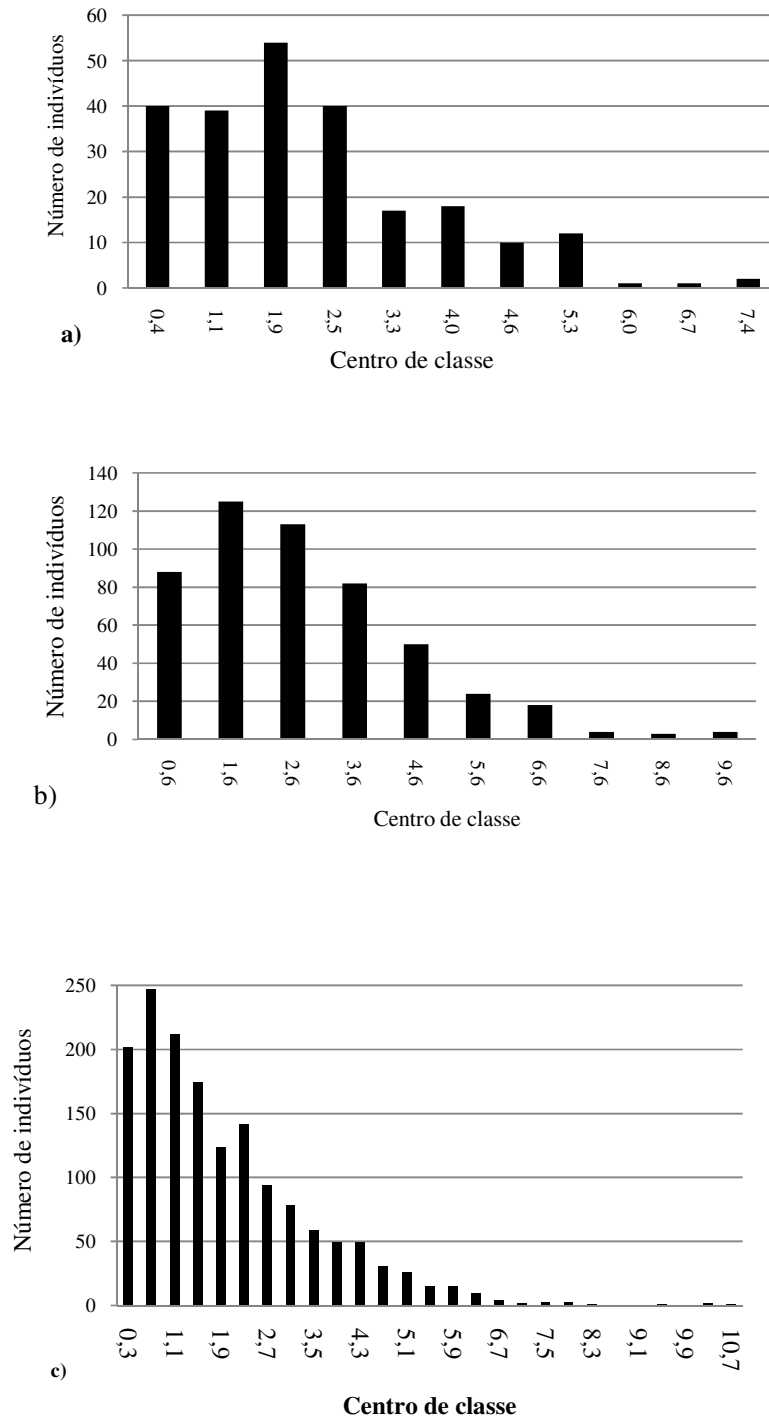 60
50
40
30
20
10
0
Número de indivíduos
0,4 1,1 1,9 2,5 3,3 4,0 4,6 5,3 6,0 6,7 7,4
a)
Centro de classe
140
120
100
80
60
40
20
0
Número de indivíduos
0,6 1,6 2,6 3,6 4,6 5,6 6,6 7,6 8,6 9,6
b)
Centro de classe
250
200
150
100
50
0
Número de indivíduos
0,3 1,1 1,9 2,7 3,5 4,3 5,1 5,9 6,7 7,5 8,3 9,1 9,9 10,7
c)
Centro de classe